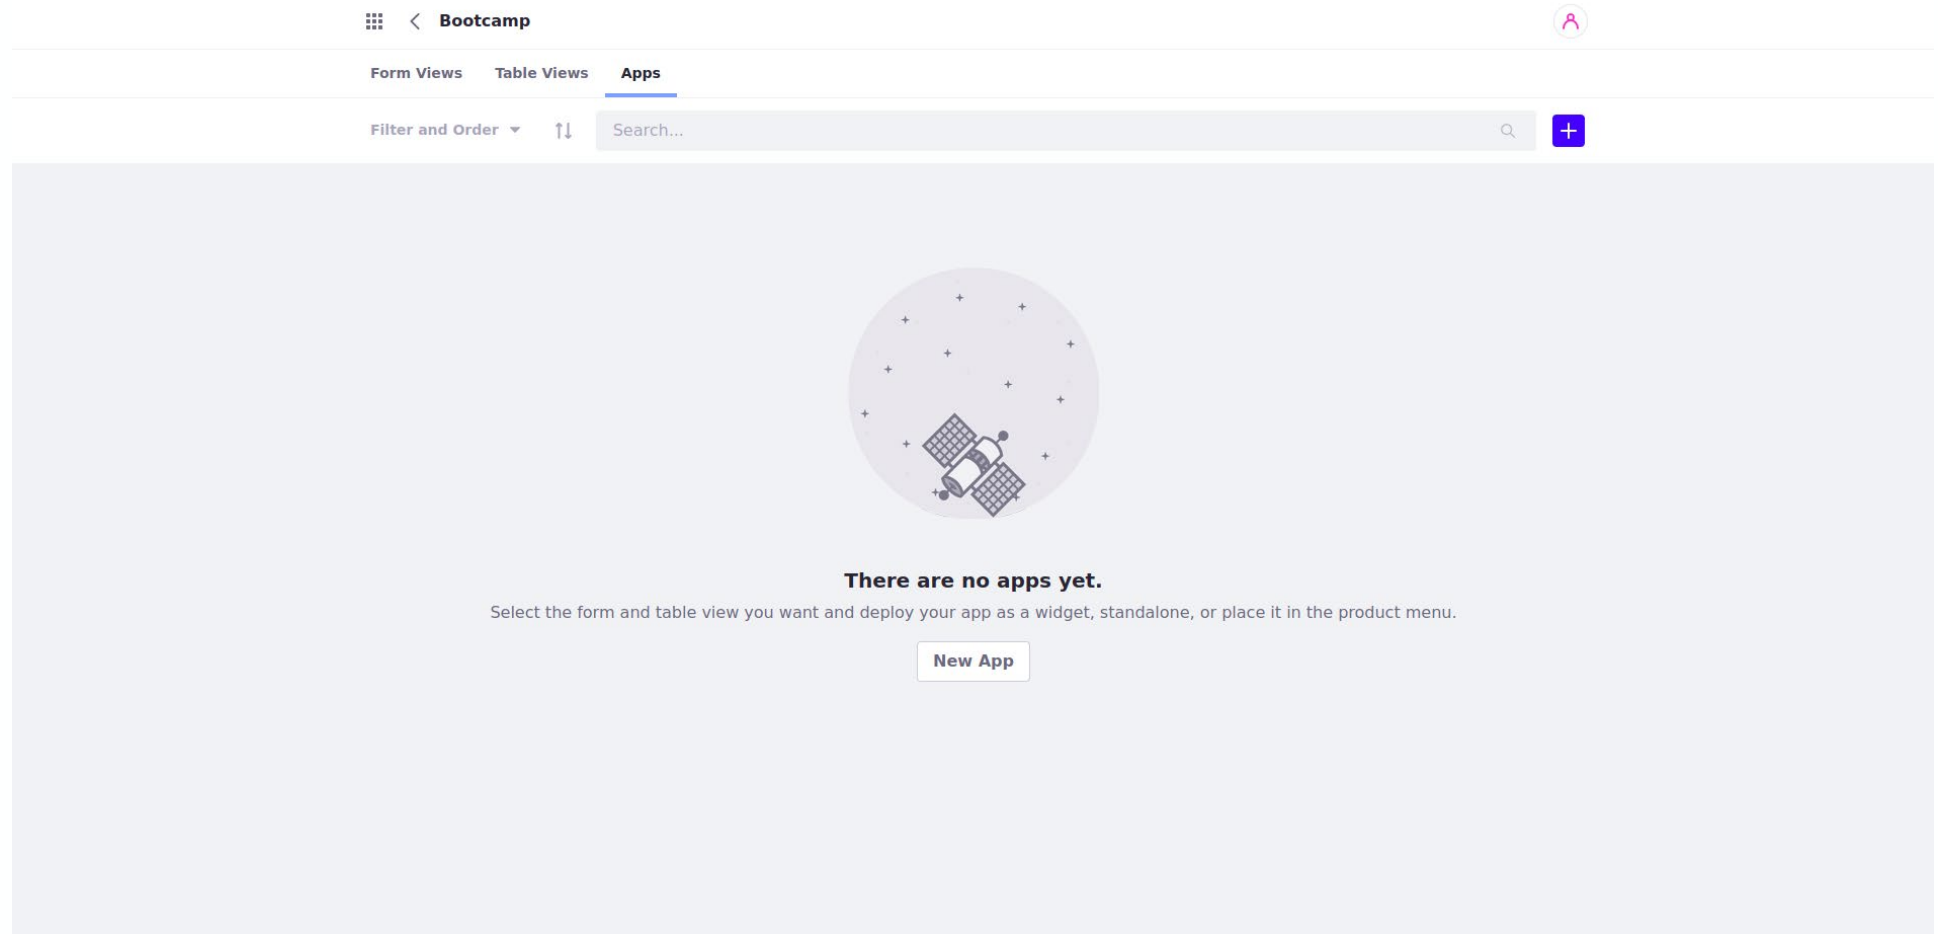 Bootcamp
Form Views Table Views Apps
Filter and Order Search...
There are no apps yet.
Select the form and table view you want and deploy your app as a widget, standalone, or place it in the product menu.
New App